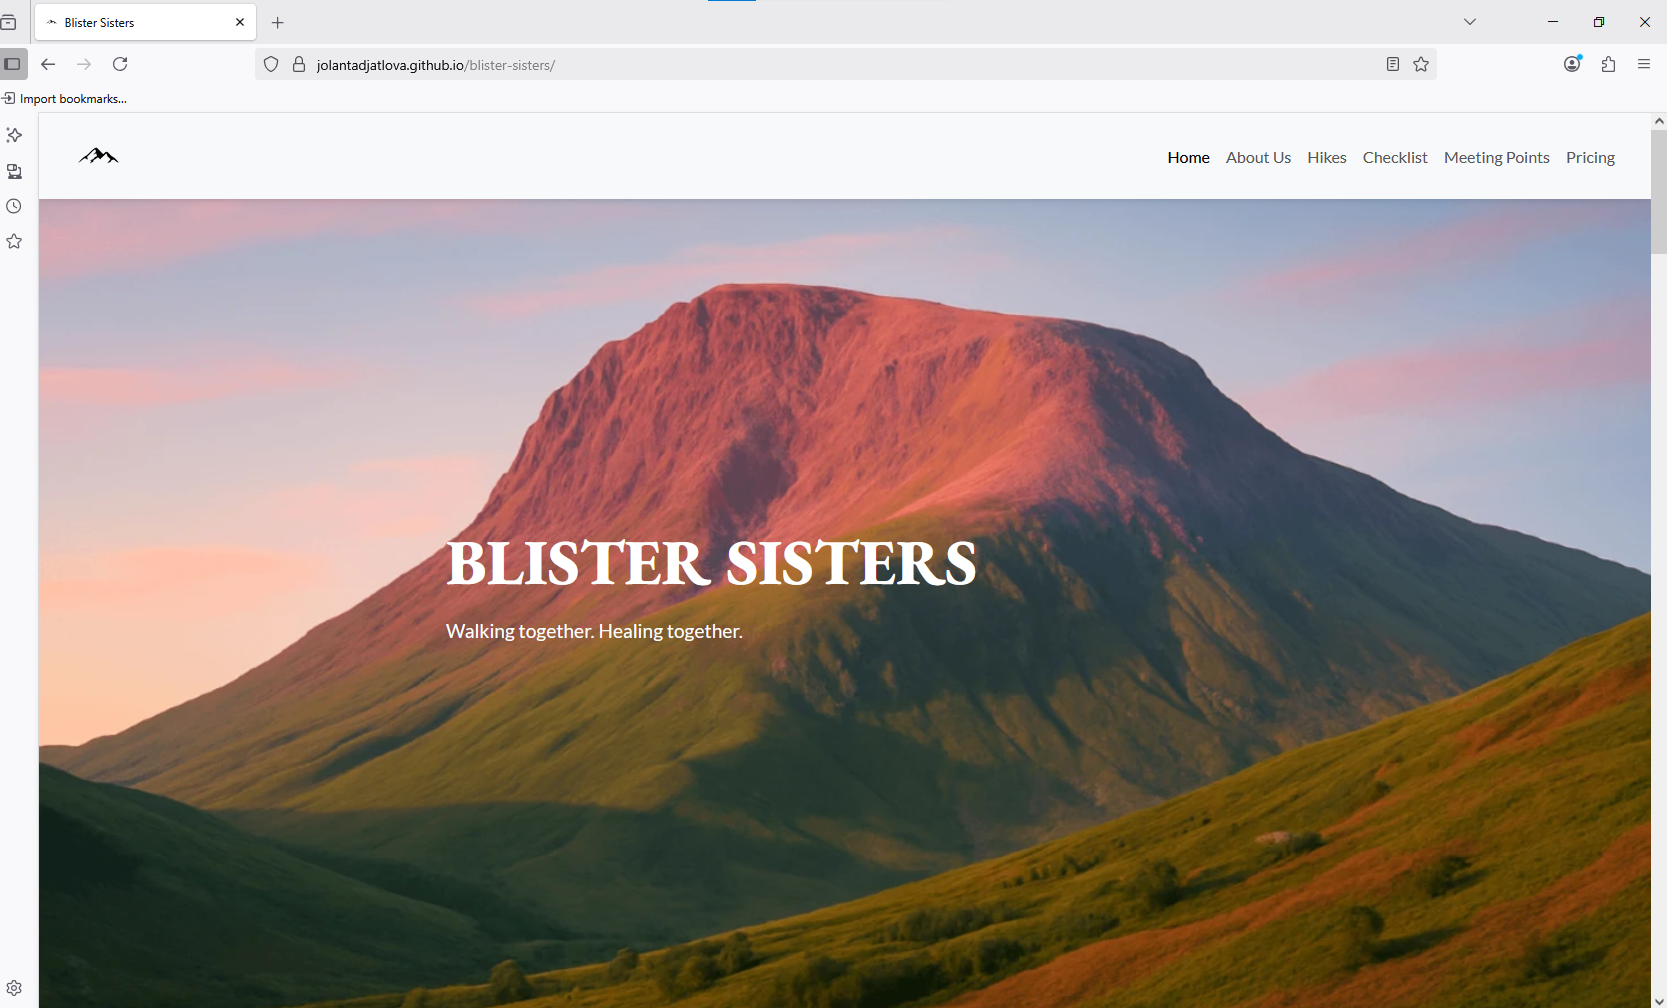 Blister Sisters
jolantadjatlova.github.io/blister-sisters/
Import bookmarks...
Home About Us Hikes Checklist Meeting Points Pricing
BLISTER SISTERS
Walking together. Healing together.